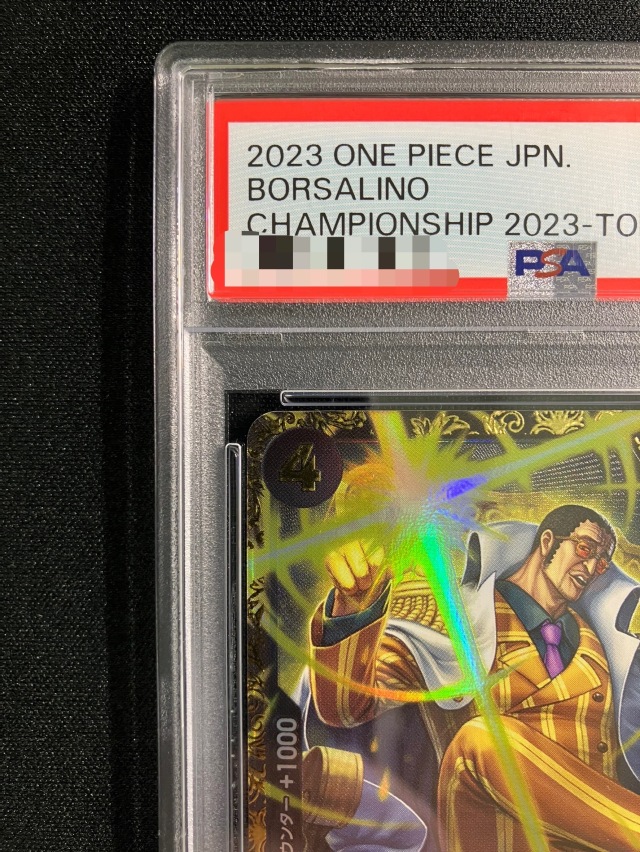 2023 ONE PIECE JPN.
BORSALINO
CHAMPIONSHIP 2023-TO
PSA
4
ウンター +1000